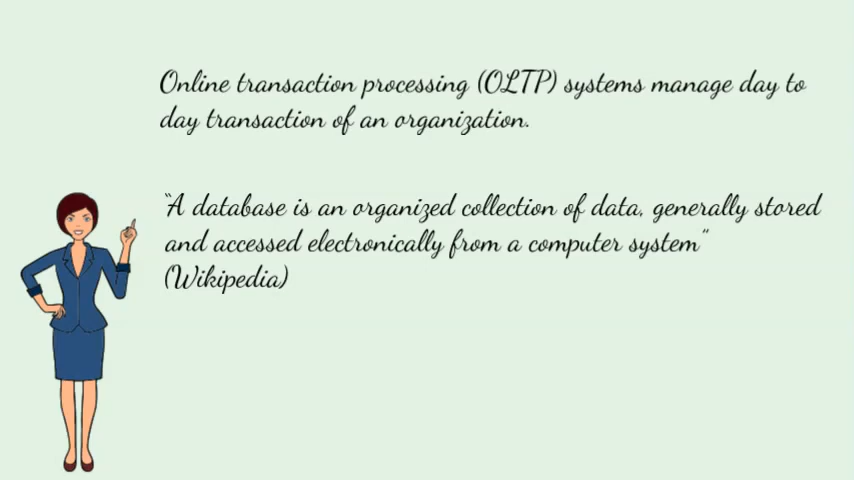 Online transaction processing (OLTP) systems manage day to
day transaction of an organization.
“A database is an organized collection of data, generally stored
and accessed electronically from a computer system”
(Wikipedia)